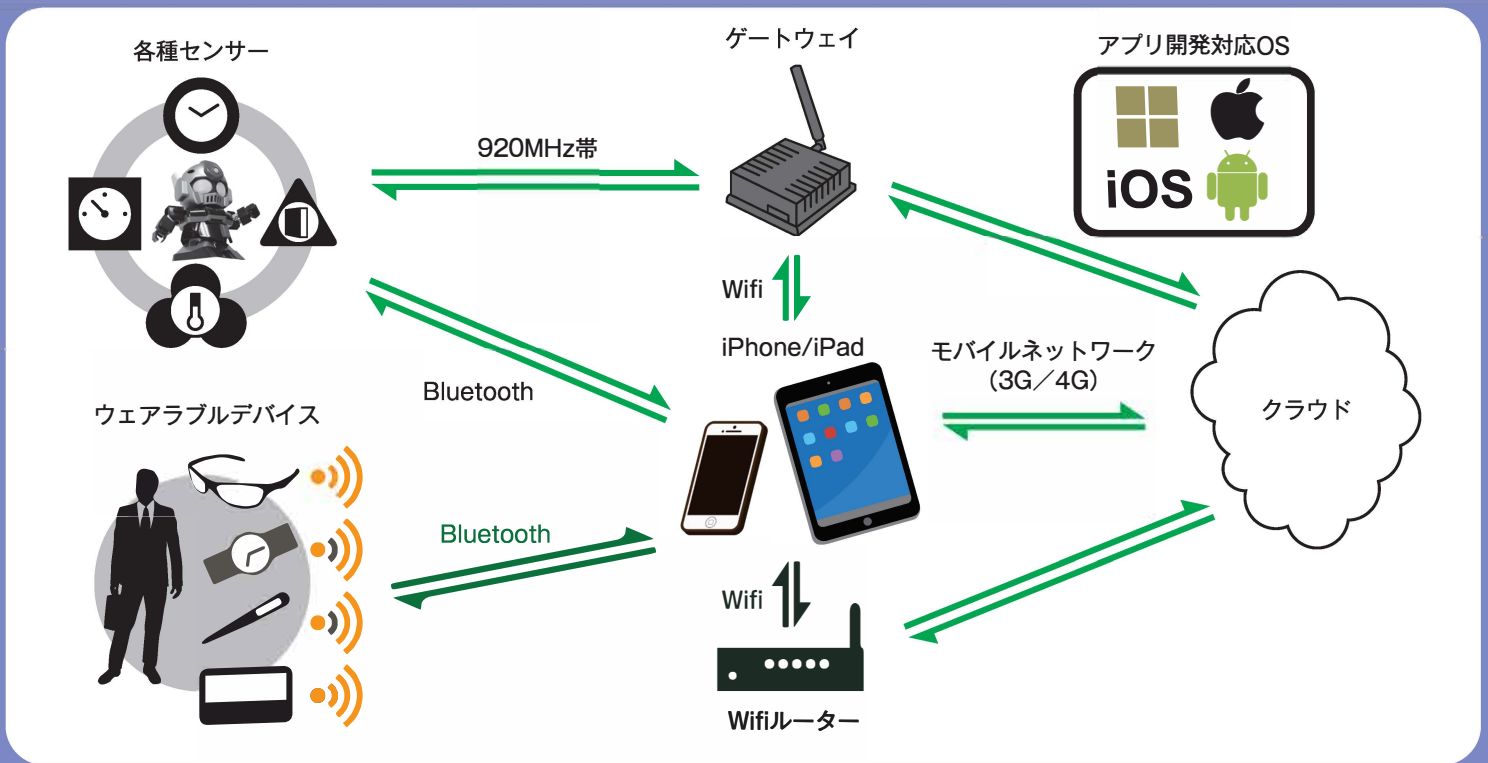 各種センサー
ゲートウェイ
アプリ開発対応OS
iOS
920MHz帯
Wifi
iPhone/iPad
モバイルネットワーク
（3G／4G）
Bluetooth
クラウド
ウェアラブルデバイス
Bluetooth
Wifi
Wifiルーター